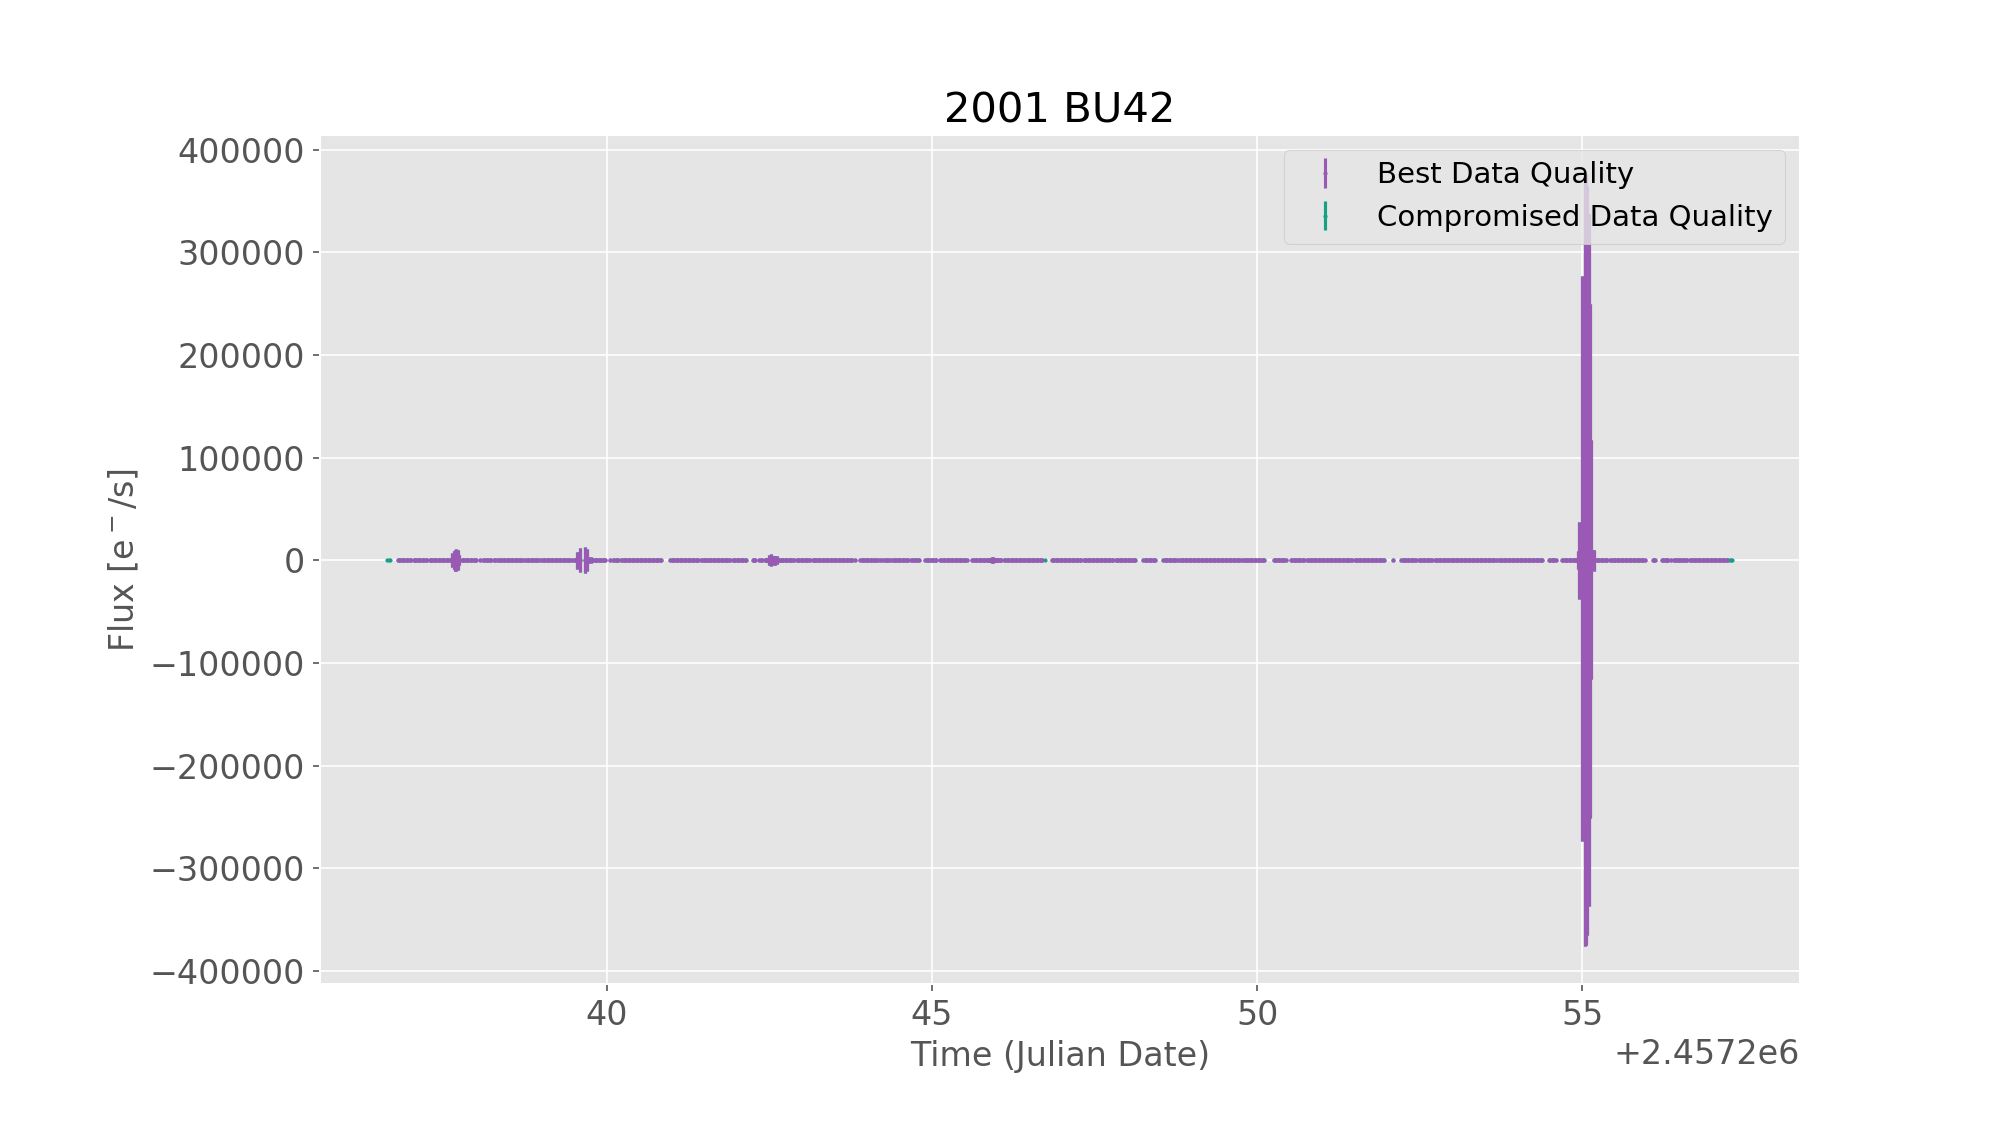 2001 BU42
Best Data Quality
Compromised Data Quality
400000
300000
200000
100000
0
−100000
−200000
−300000
−400000
Flux [e⁻/s]
40
45
50
55
Time (Julian Date)
+2.4572e6